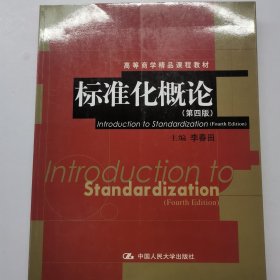 高等商学精品课程教材
标准化概论
(第四版)
Introduction to Standardization (Fourth Edition)
主编 李春田
Introduction to
Standardization
(Fourth Edition)
中国人民大学出版社